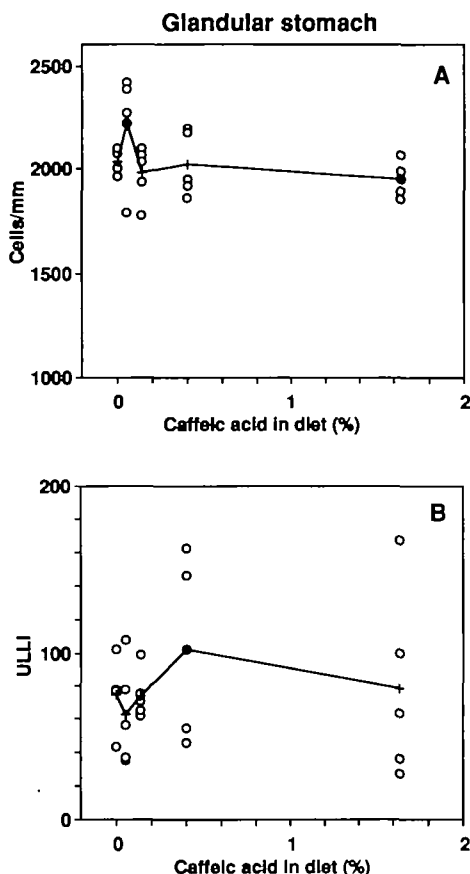 Glandular stomach
A
2500
2000
1500
1000
Cells/mm
0 1 2
Caffeic acid in diet (%)
B
200
100
0
ULLI
0 1 2
Caffeic acid in diet (%)